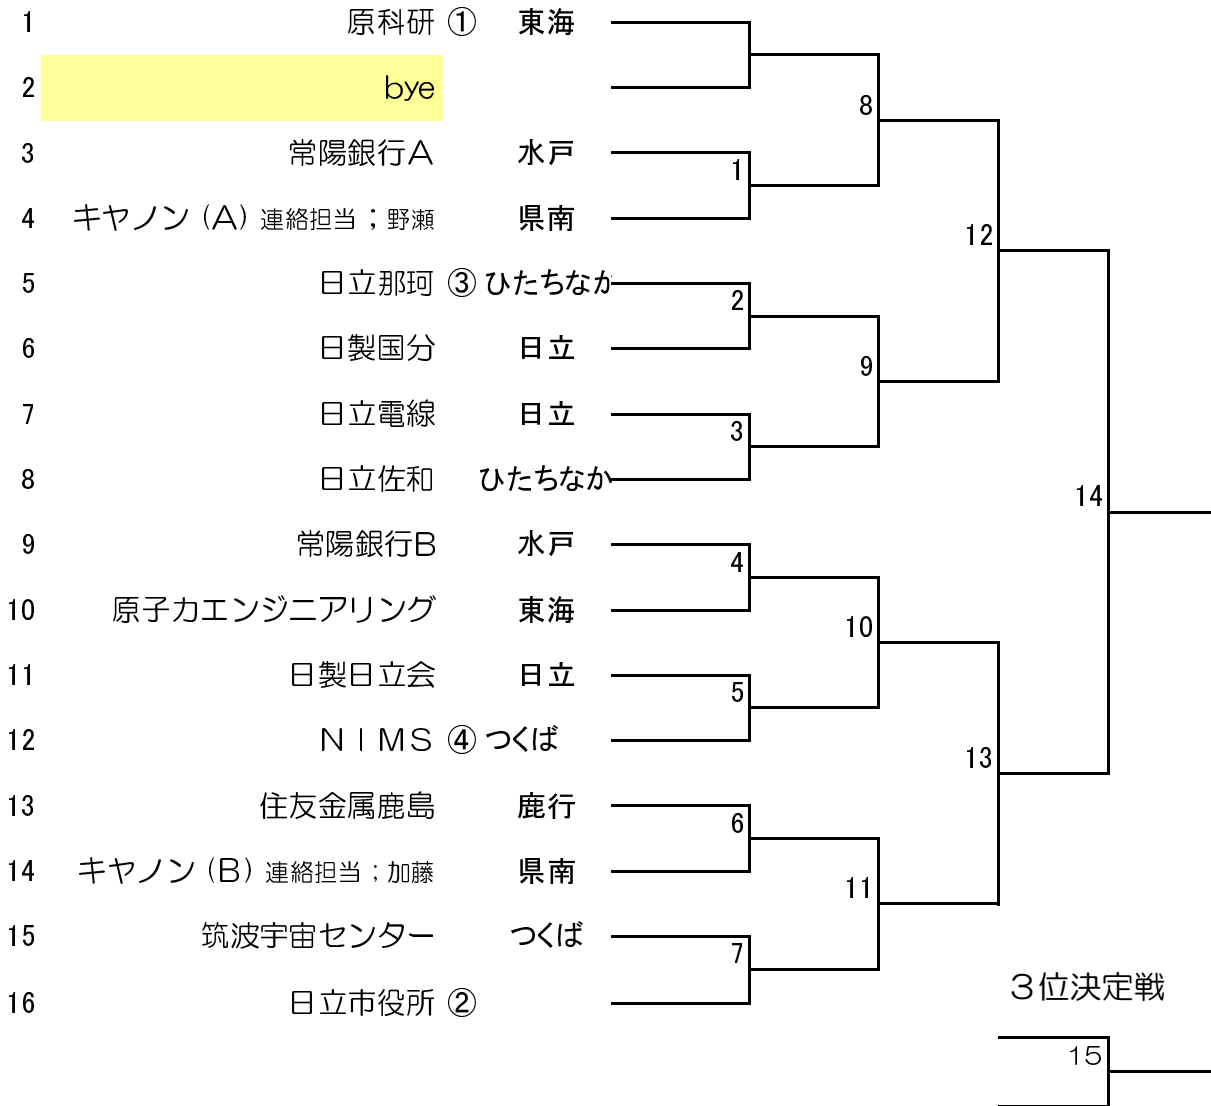 1 原科研 ① 東海
2 bye
8
3 常陽銀行A 水戸
1
4 キヤノン（A）連絡担当；野瀬 県南
12
5 日立那珂 ③ ひたちなか
2
6 日製国分 日立
9
7 日立電線 日立
3
8 日立佐和 ひたちなか
14
9 常陽銀行B 水戸
4
10 原子力エンジニアリング 東海
10
11 日製日立会 日立
5
12 NIMS ④ つくば
13
13 住友金属鹿島 鹿行
6
14 キヤノン（B）連絡担当；加藤 県南
11
15 筑波宇宙センター つくば
7
16 日立市役所 ②
3位決定戦
15